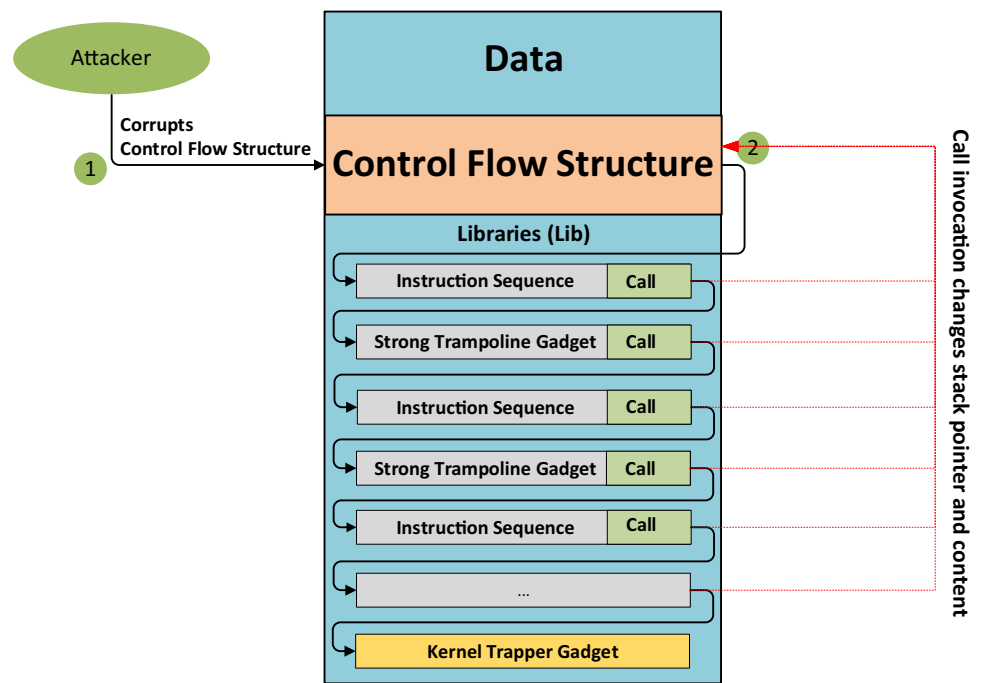 Attacker
Data
Corrupts
Control Flow Structure
1
Control Flow Structure
2
Libraries (Lib)
Instruction Sequence Call
Strong Trampoline Gadget Call
Instruction Sequence Call
Strong Trampoline Gadget Call
Instruction Sequence Call
...
Kernel Trapper Gadget
Call invocation changes stack pointer and content